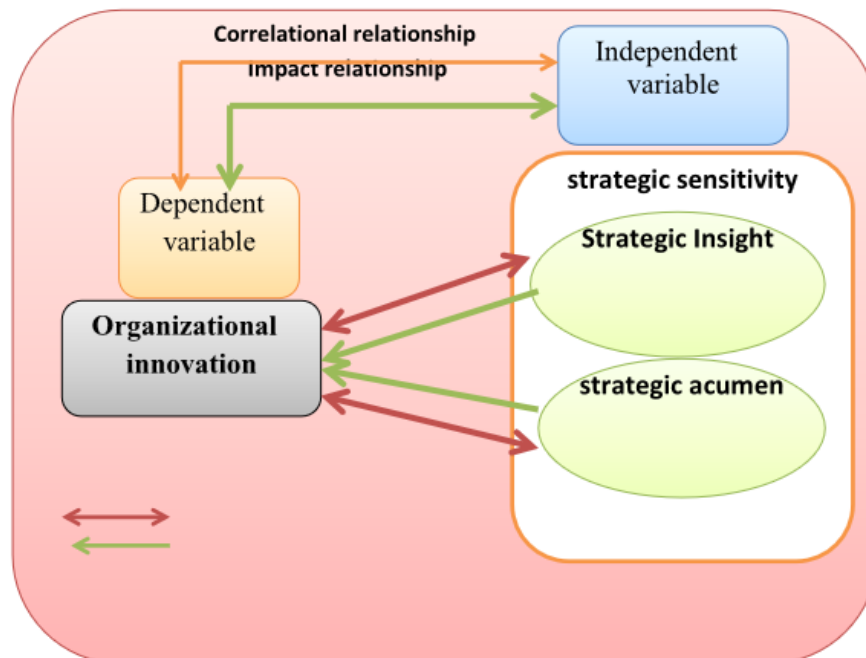 Correlational relationship
Impact relationship
Independent
variable
Dependent
variable
strategic sensitivity
Strategic Insight
Organizational
innovation
strategic acumen